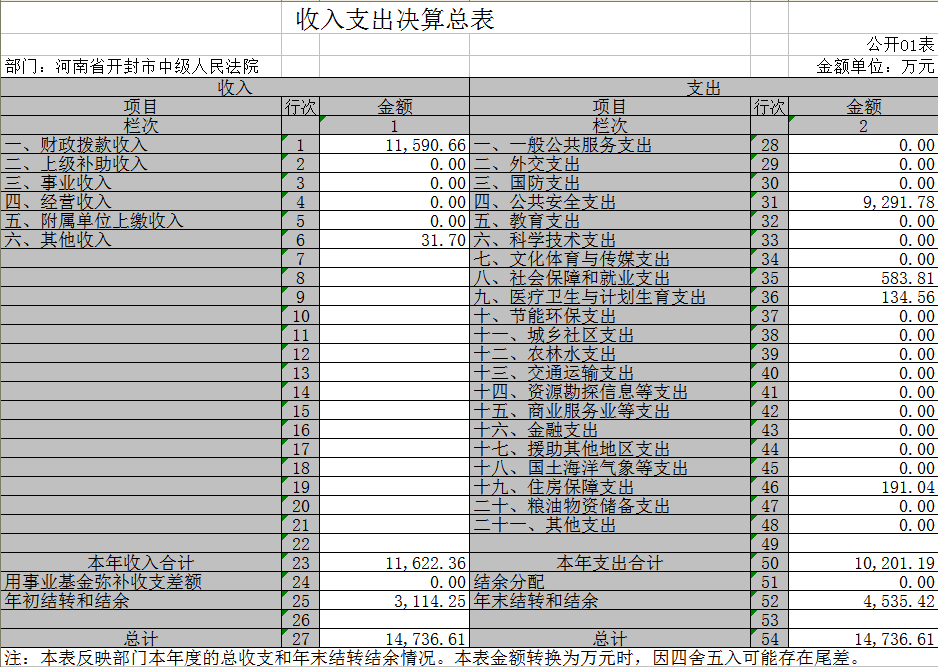 收入支出决算总表
公开01表
部门：河南省开封市中级人民法院 金额单位：万元
收入 支出
项目 行次 金额 项目 行次 金额
栏次 1 栏次 2
一、财政拨款收入 1 11,590.66 一、一般公共服务支出 28 0.00
二、上级补助收入 2 0.00 二、外交支出 29 0.00
三、事业收入 3 0.00 三、国防支出 30 0.00
四、经营收入 4 0.00 四、公共安全支出 31 9,291.78
五、附属单位上缴收入 5 0.00 五、教育支出 32 0.00
六、其他收入 6 31.70 六、科学技术支出 33 0.00
7 七、文化体育与传媒支出 34 0.00
8 八、社会保障和就业支出 35 583.81
9 九、医疗卫生与计划生育支出 36 134.56
10 十、节能环保支出 37 0.00
11 十一、城乡社区支出 38 0.00
12 十二、农林水支出 39 0.00
13 十三、交通运输支出 40 0.00
14 十四、资源勘探信息等支出 41 0.00
15 十五、商业服务业等支出 42 0.00
16 十六、金融支出 43 0.00
17 十七、援助其他地区支出 44 0.00
18 十八、国土海洋气象等支出 45 0.00
19 十九、住房保障支出 46 191.04
20 二十、粮油物资储备支出 47 0.00
21 二十一、其他支出 48 0.00
22 49
本年收入合计 23 11,622.36 本年支出合计 50 10,201.19
用事业基金弥补收支差额 24 0.00 结余分配 51 0.00
年初结转和结余 25 3,114.25 年末结转和结余 52 4,535.42
26 53
总计 27 14,736.61 总计 54 14,736.61
注：本表反映部门本年度的总收支和年末结转结余情况。本表金额转换为万元时，因四舍五入可能存在尾差。